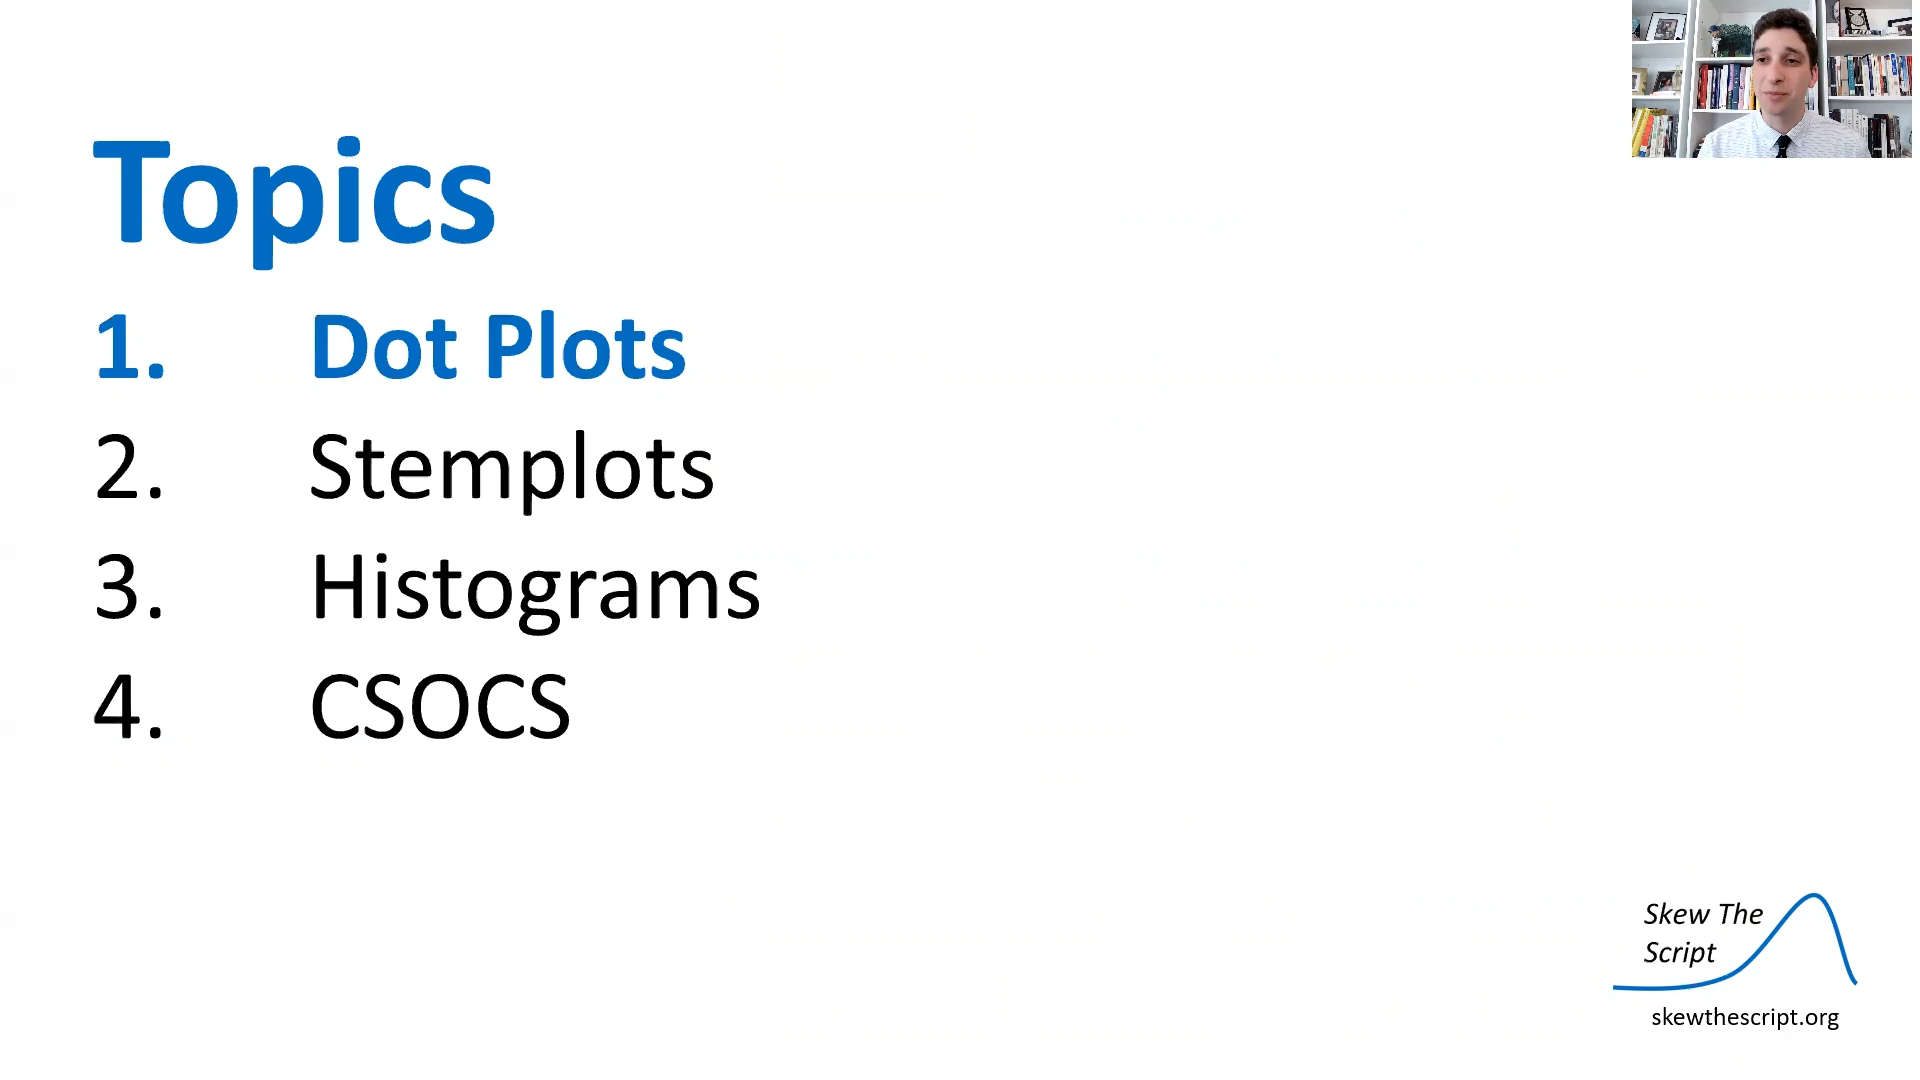 Topics
1. Dot Plots
2. Stemplots
3. Histograms
4. CSOCS
Skew The
Script
skewthescript.org